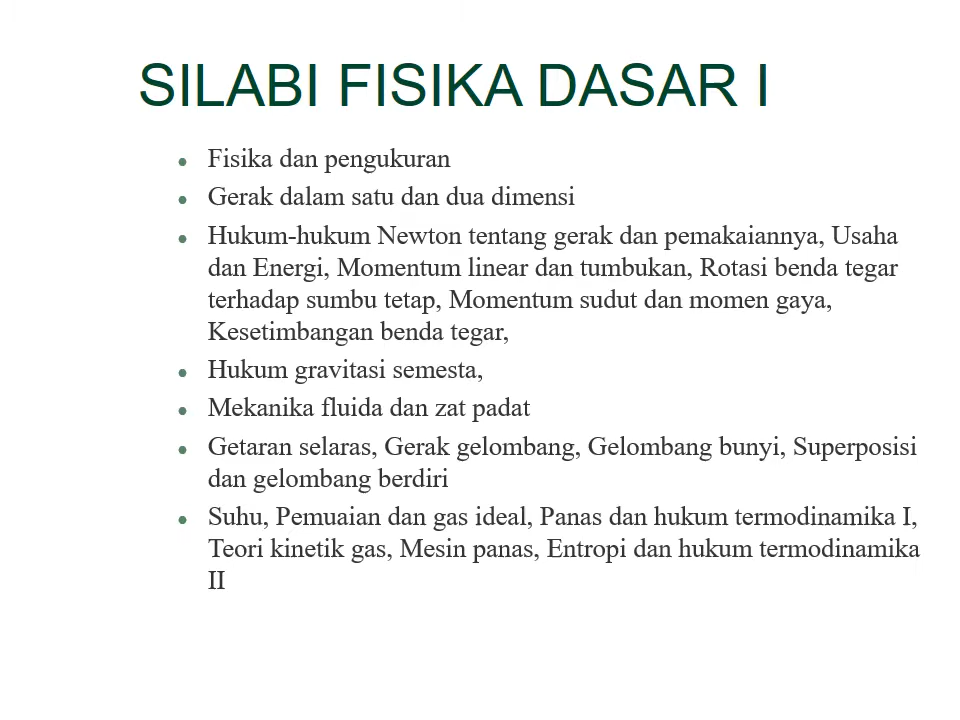 SILABI FISIKA DASAR I
Fisika dan pengukuran
Gerak dalam satu dan dua dimensi
Hukum-hukum Newton tentang gerak dan pemakaiannya, Usaha
dan Energi, Momentum linear dan tumbukan, Rotasi benda tegar
terhadap sumbu tetap, Momentum sudut dan momen gaya,
Kesetimbangan benda tegar,
Hukum gravitasi semesta,
Mekanika fluida dan zat padat
Getaran selaras, Gerak gelombang, Gelombang bunyi, Superposisi
dan gelombang berdiri
Suhu, Pemuaian dan gas ideal, Panas dan hukum termodinamika I,
Teori kinetik gas, Mesin panas, Entropi dan hukum termodinamika
II